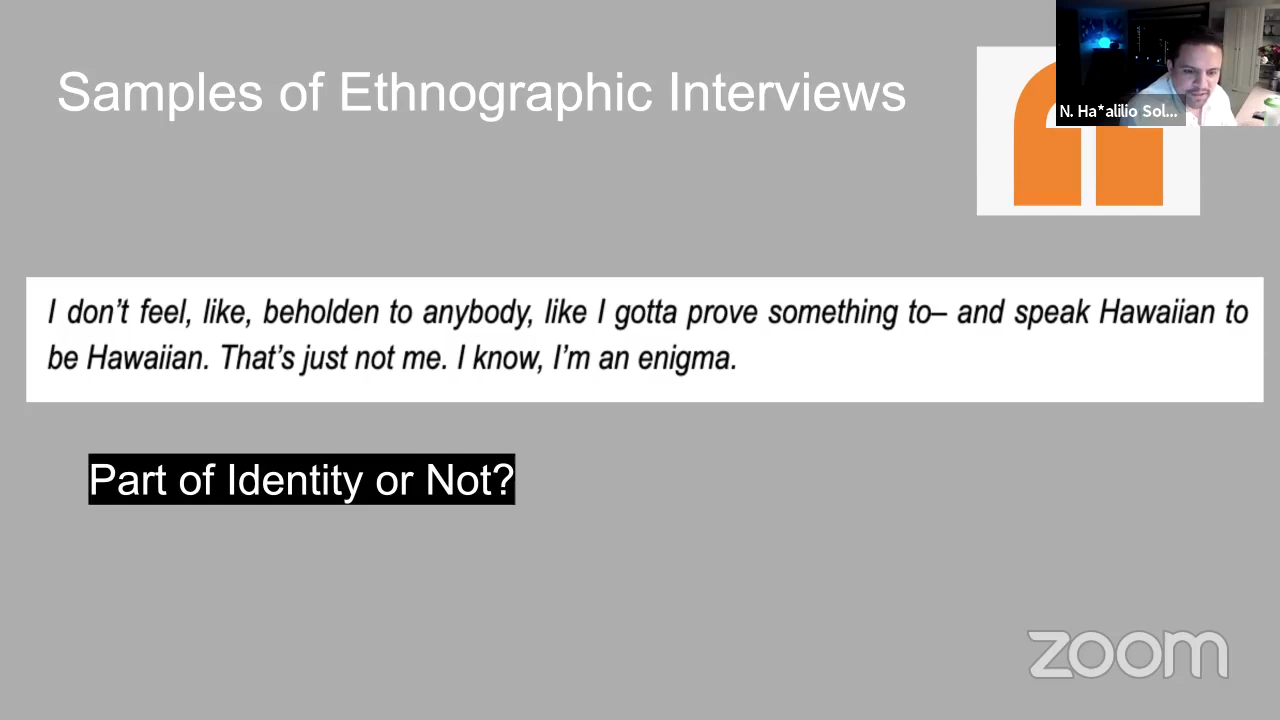 Samples of Ethnographic Interviews
N. Ha*alilio Sol...
I don’t feel, like, beholden to anybody, like I gotta prove something to– and speak Hawaiian to
be Hawaiian. That’s just not me. I know, I’m an enigma.
Part of Identity or Not?
zoom